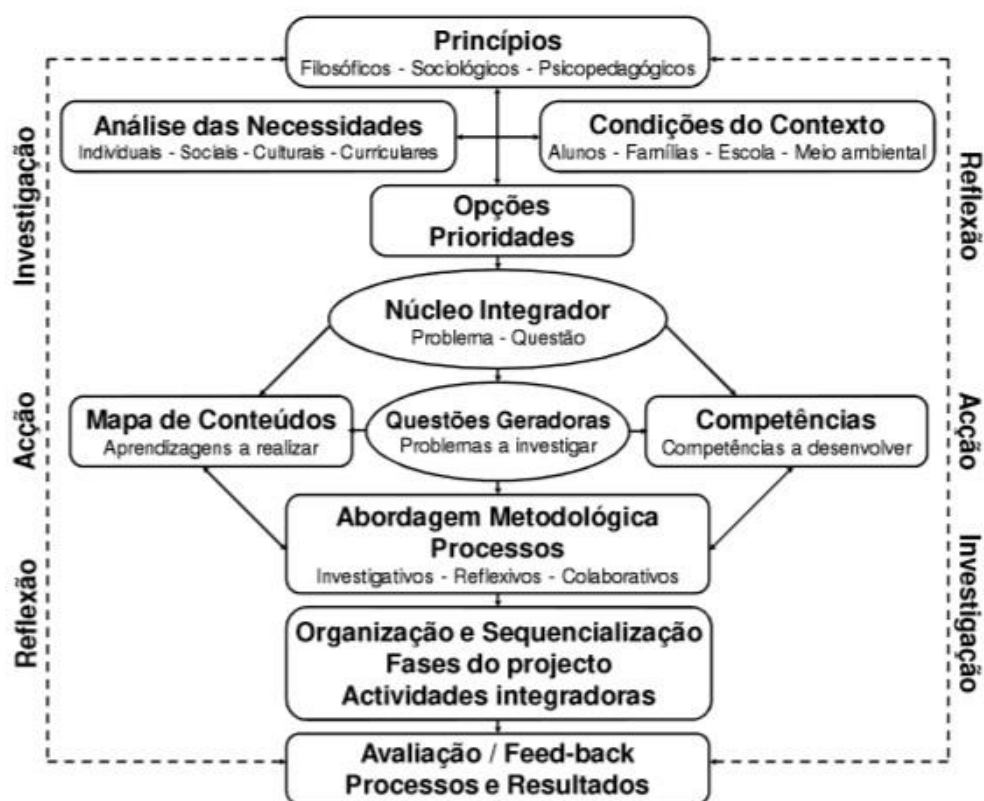 Princípios
Filosóficos - Sociológicos - Psicopedagógicos
Análise das Necessidades
Individuais - Sociais - Culturais - Curriculares
Condições do Contexto
Alunos - Famílias - Escola - Meio ambiental
Investigação
Reflexão
Opções
Prioridades
Núcleo Integrador
Problema - Questão
Acção
Mapa de Conteúdos
Aprendizagens a realizar
Questões Geradoras
Problemas a investigar
Competências
Competências a desenvolver
Acção
Abordagem Metodológica
Processos
Investigativos - Reflexivos - Colaborativos
Reflexão
Investigação
Organização e Sequencialização
Fases do projecto
Actividades integradoras
Avaliação / Feed-back
Processos e Resultados